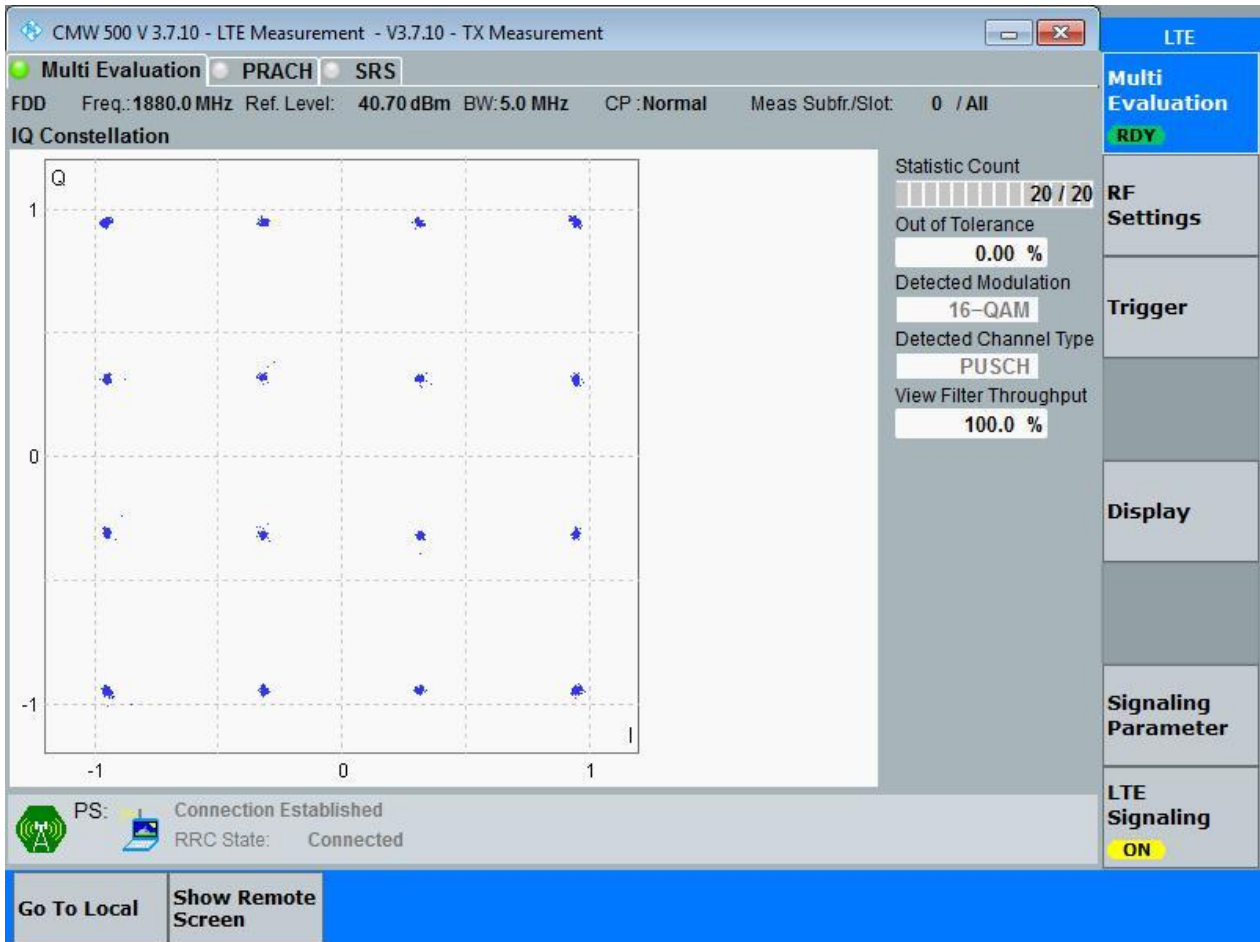 CMW 500 V 3.7.10 - LTE Measurement - V3.7.10 - TX Measurement
LTE
Multi Evaluation PRACH SRS
FDD Freq.: 1880.0 MHz Ref. Level: 40.70 dBm BW: 5.0 MHz CP : Normal Meas Subfr./Slot: 0 / All
IQ Constellation
Q
1
0
-1
I
-1 0 1
Statistic Count
20 / 20
Out of Tolerance
0.00 %
Detected Modulation
16-QAM
Detected Channel Type
PUSCH
View Filter Throughput
100.0 %
Multi
Evaluation
RDY
RF
Settings
Trigger
Display
Signaling
Parameter
LTE
Signaling
ON
PS: Connection Established
RRC State: Connected
Go To Local
Show Remote
Screen